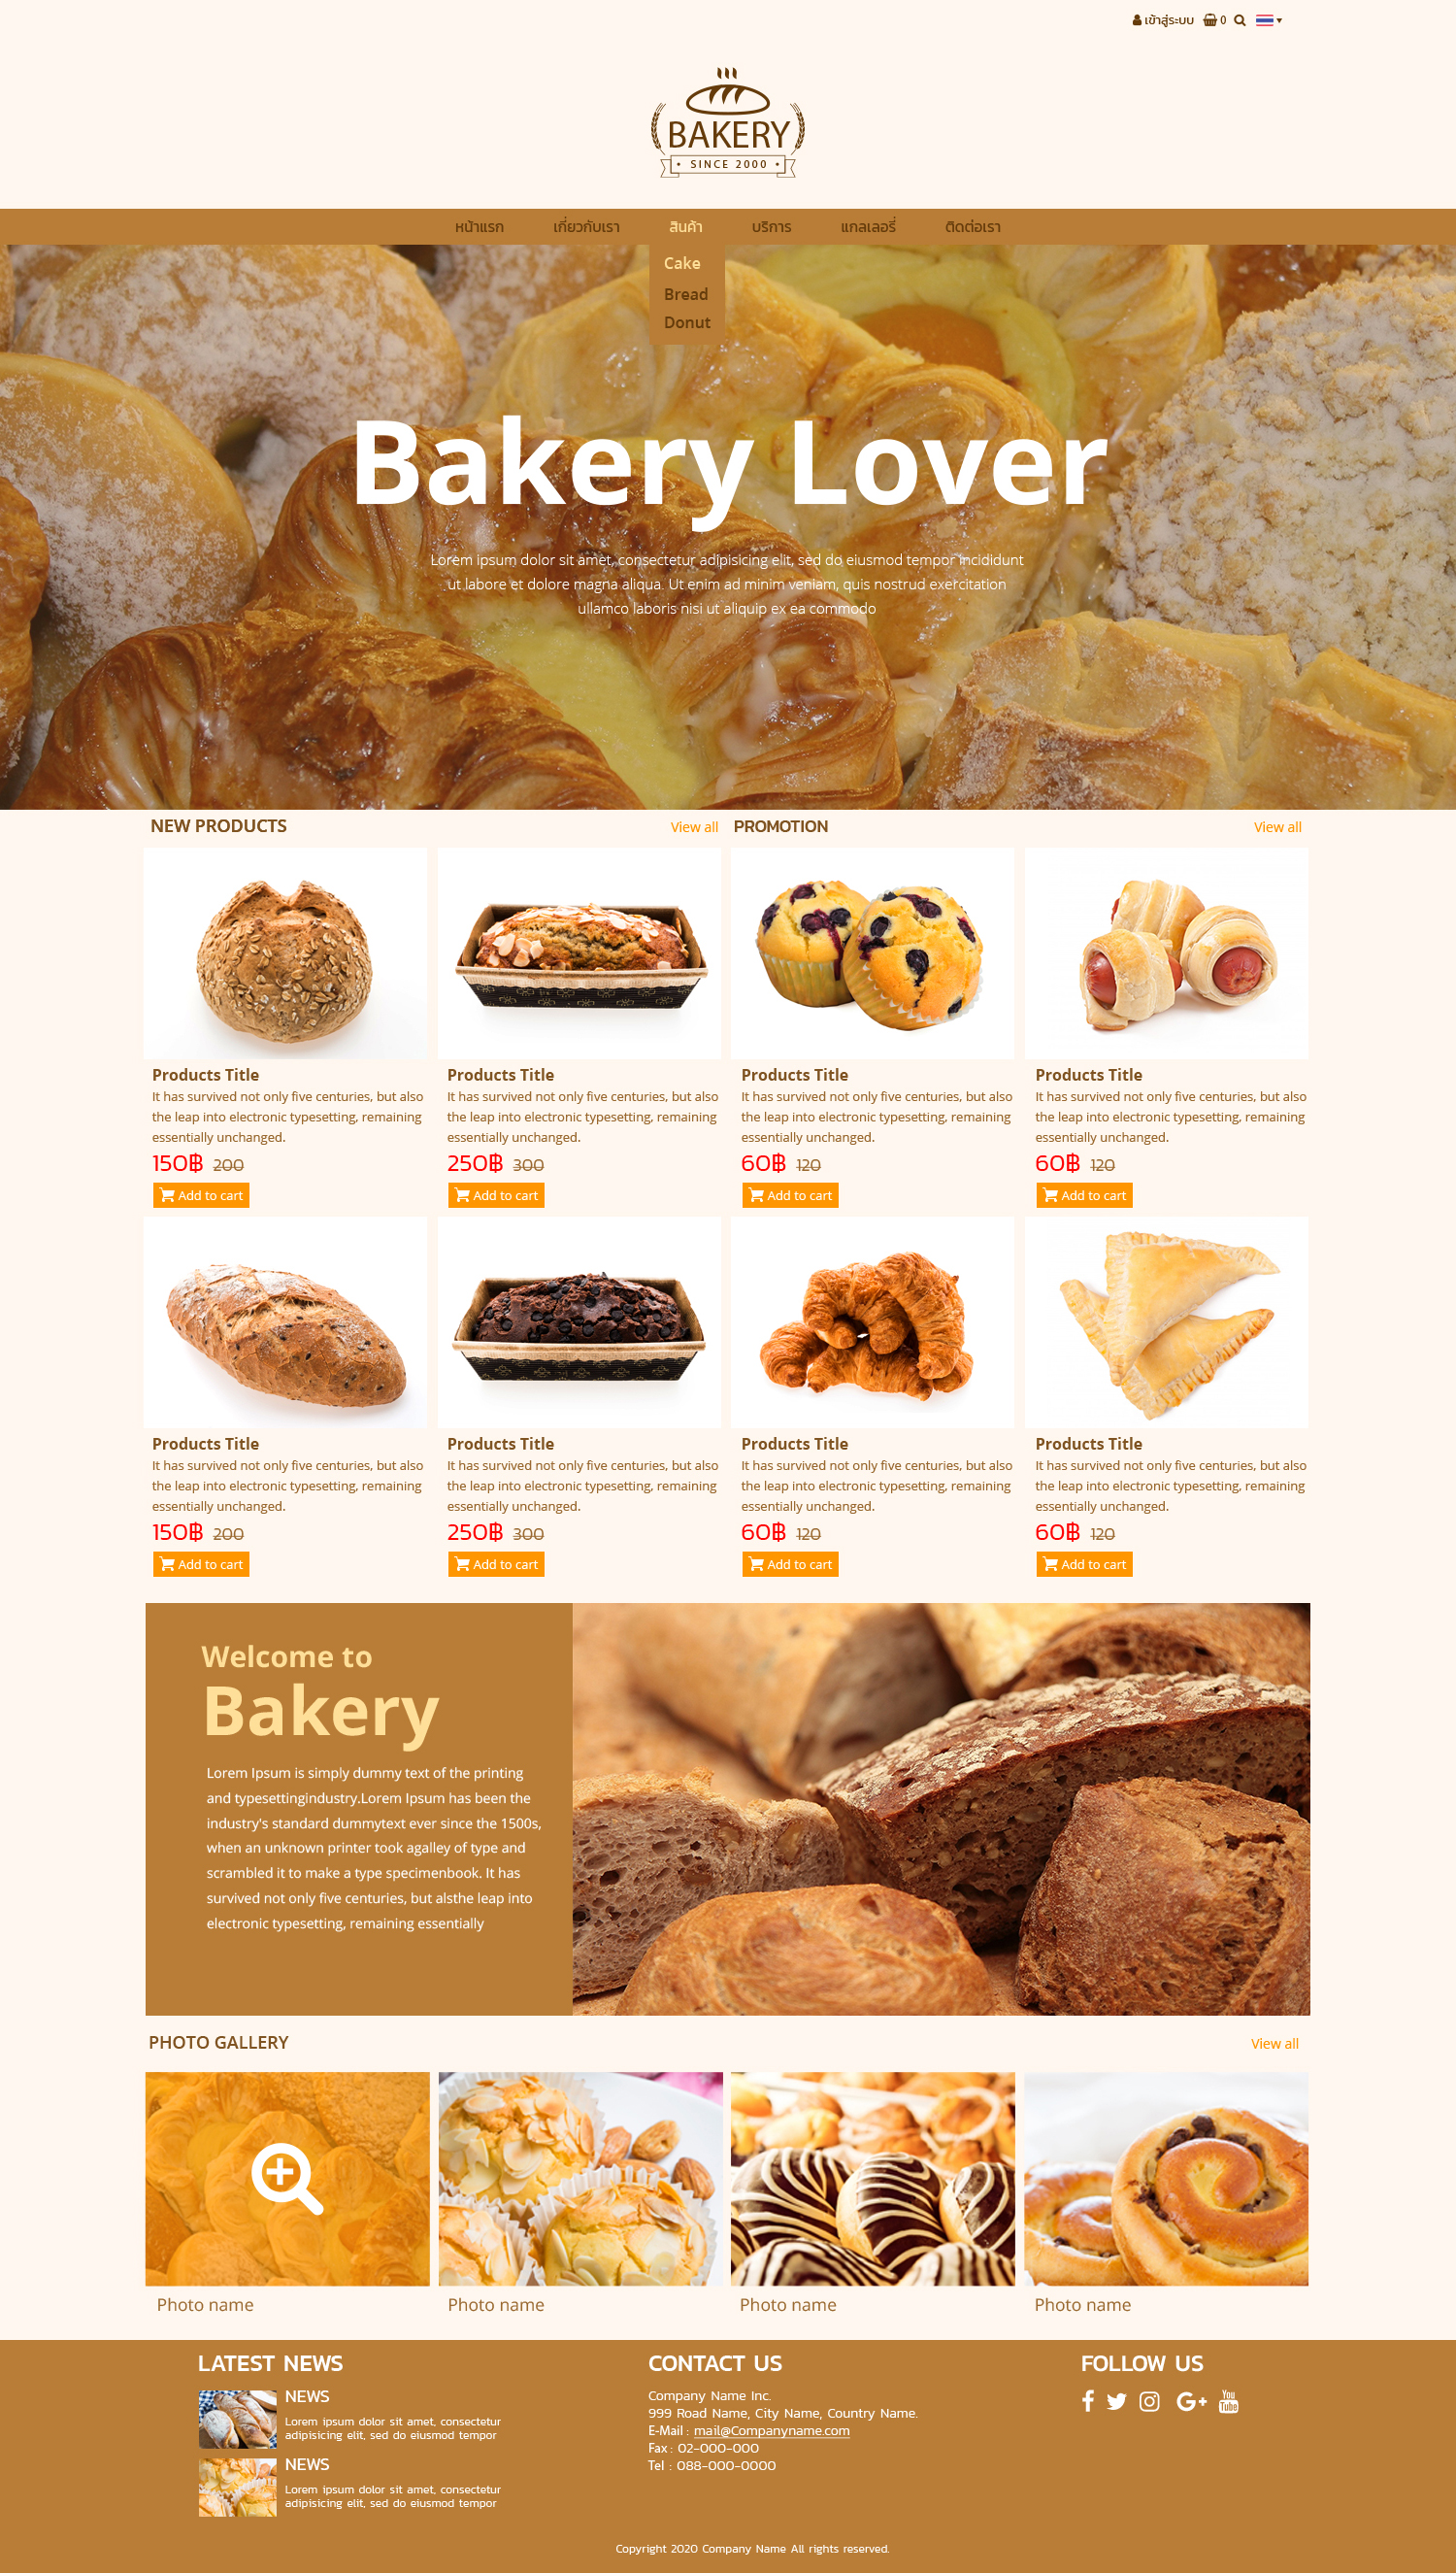 เข้าสู่ระบบ 0
BAKERY
• SINCE 2000 •
หน้าแรก เกี่ยวกับเรา สินค้า บริการ แกลเลอรี่ ติดต่อเรา
Cake
Bread
Donut
Bakery Lover
Lorem ipsum dolor sit amet, consectetur adipisicing elit, sed do eiusmod tempor incididunt
ut labore et dolore magna aliqua. Ut enim ad minim veniam, quis nostrud exercitation
ullamco laboris nisi ut aliquip ex ea commodo
NEW PRODUCTS View all
PROMOTION View all
Products Title
It has survived not only five centuries, but also
the leap into electronic typesetting, remaining
essentially unchanged.
150฿ 200
Add to cart
Products Title
It has survived not only five centuries, but also
the leap into electronic typesetting, remaining
essentially unchanged.
250฿ 300
Add to cart
Products Title
It has survived not only five centuries, but also
the leap into electronic typesetting, remaining
essentially unchanged.
60฿ 120
Add to cart
Products Title
It has survived not only five centuries, but also
the leap into electronic typesetting, remaining
essentially unchanged.
60฿ 120
Add to cart
Products Title
It has survived not only five centuries, but also
the leap into electronic typesetting, remaining
essentially unchanged.
150฿ 200
Add to cart
Products Title
It has survived not only five centuries, but also
the leap into electronic typesetting, remaining
essentially unchanged.
250฿ 300
Add to cart
Products Title
It has survived not only five centuries, but also
the leap into electronic typesetting, remaining
essentially unchanged.
60฿ 120
Add to cart
Products Title
It has survived not only five centuries, but also
the leap into electronic typesetting, remaining
essentially unchanged.
60฿ 120
Add to cart
Welcome to
Bakery
Lorem Ipsum is simply dummy text of the printing
and typesettingindustry.Lorem Ipsum has been the
industry's standard dummytext ever since the 1500s,
when an unknown printer took agalley of type and
scrambled it to make a type specimenbook. It has
survived not only five centuries, but alsthe leap into
electronic typesetting, remaining essentially
PHOTO GALLERY View all
Photo name Photo name Photo name Photo name
LATEST NEWS
NEWS
Lorem ipsum dolor sit amet, consectetur
adipisicing elit, sed do eiusmod tempor
NEWS
Lorem ipsum dolor sit amet, consectetur
adipisicing elit, sed do eiusmod tempor
CONTACT US
Company Name Inc.
999 Road Name, City Name, Country Name.
E-Mail : mail@Companyname.com
Fax : 02-000-000
Tel : 088-000-0000
FOLLOW US
You Tube
Copyright 2020 Company Name All rights reserved.